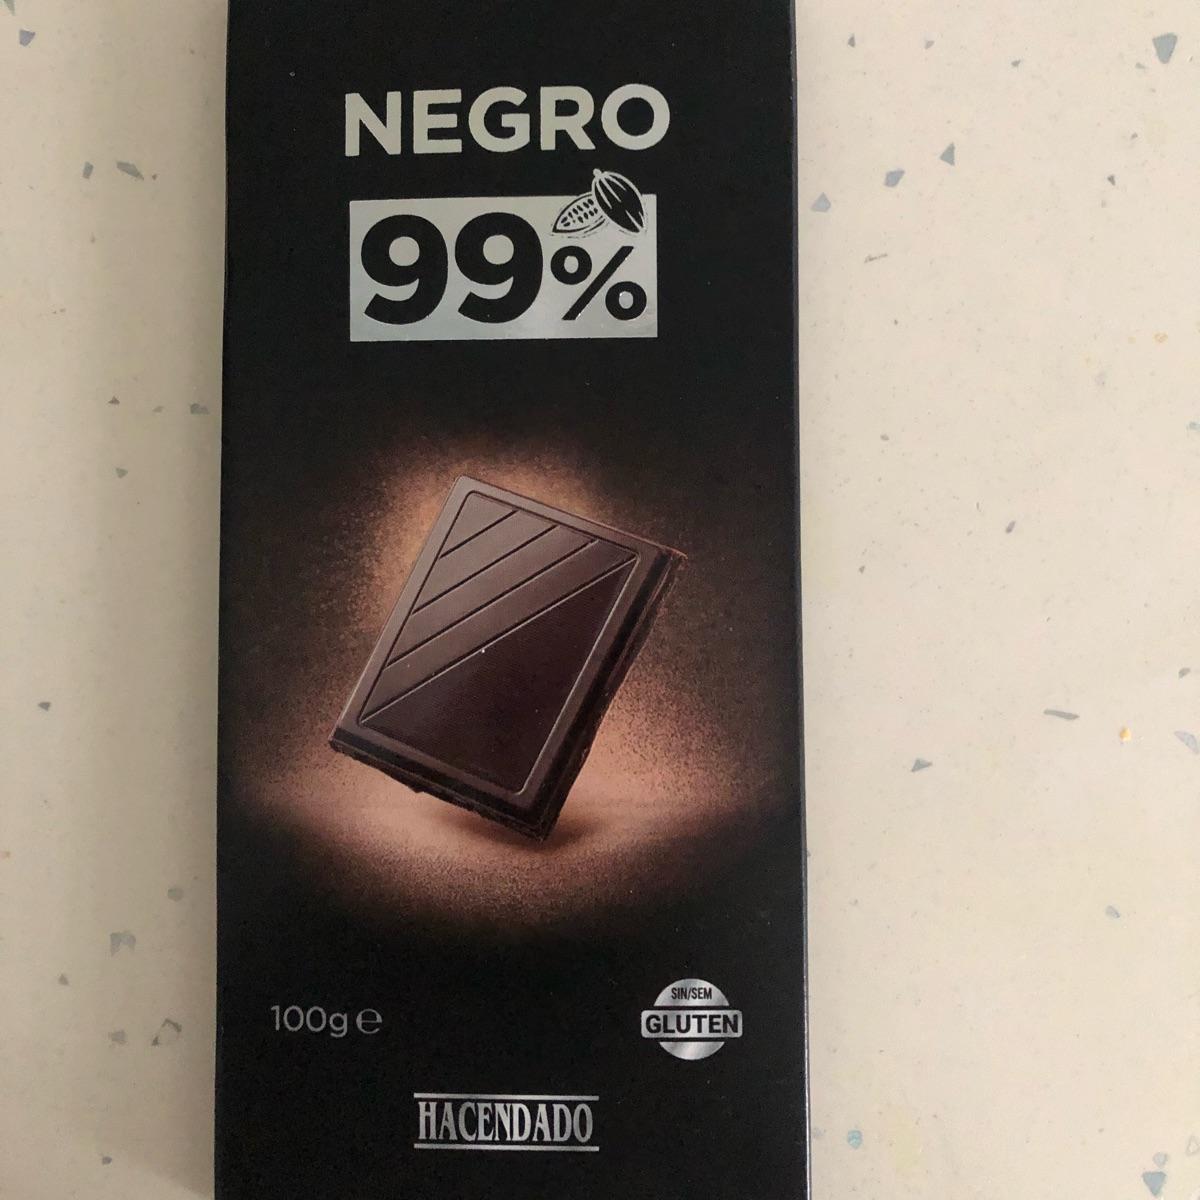 NEGRO
99%
100g ℮
SIN/SEM
GLUTEN
HACENDADO